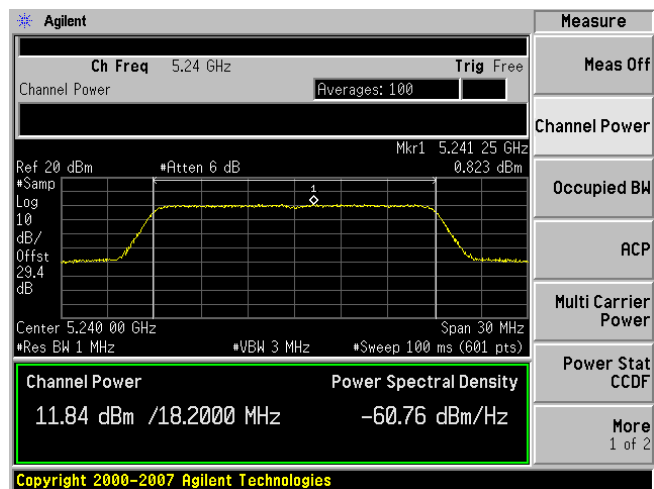 Agilent
Measure
Ch Freq 5.24 GHz Trig Free
Channel Power Averages: 100
Mkr1 5.241 25 GHz
Ref 20 dBm #Atten 6 dB 0.823 dBm
#Samp
Log
10
dB/
Offst
29.4
dB
1
Center 5.240 00 GHz Span 30 MHz
#Res BW 1 MHz #VBW 3 MHz #Sweep 100 ms (601 pts)
Channel Power Power Spectral Density
11.84 dBm /18.2000 MHz -60.76 dBm/Hz
Meas Off
Channel Power
Occupied BW
ACP
Multi Carrier
Power
Power Stat
CCDF
More
1 of 2
Copyright 2000-2007 Agilent Technologies